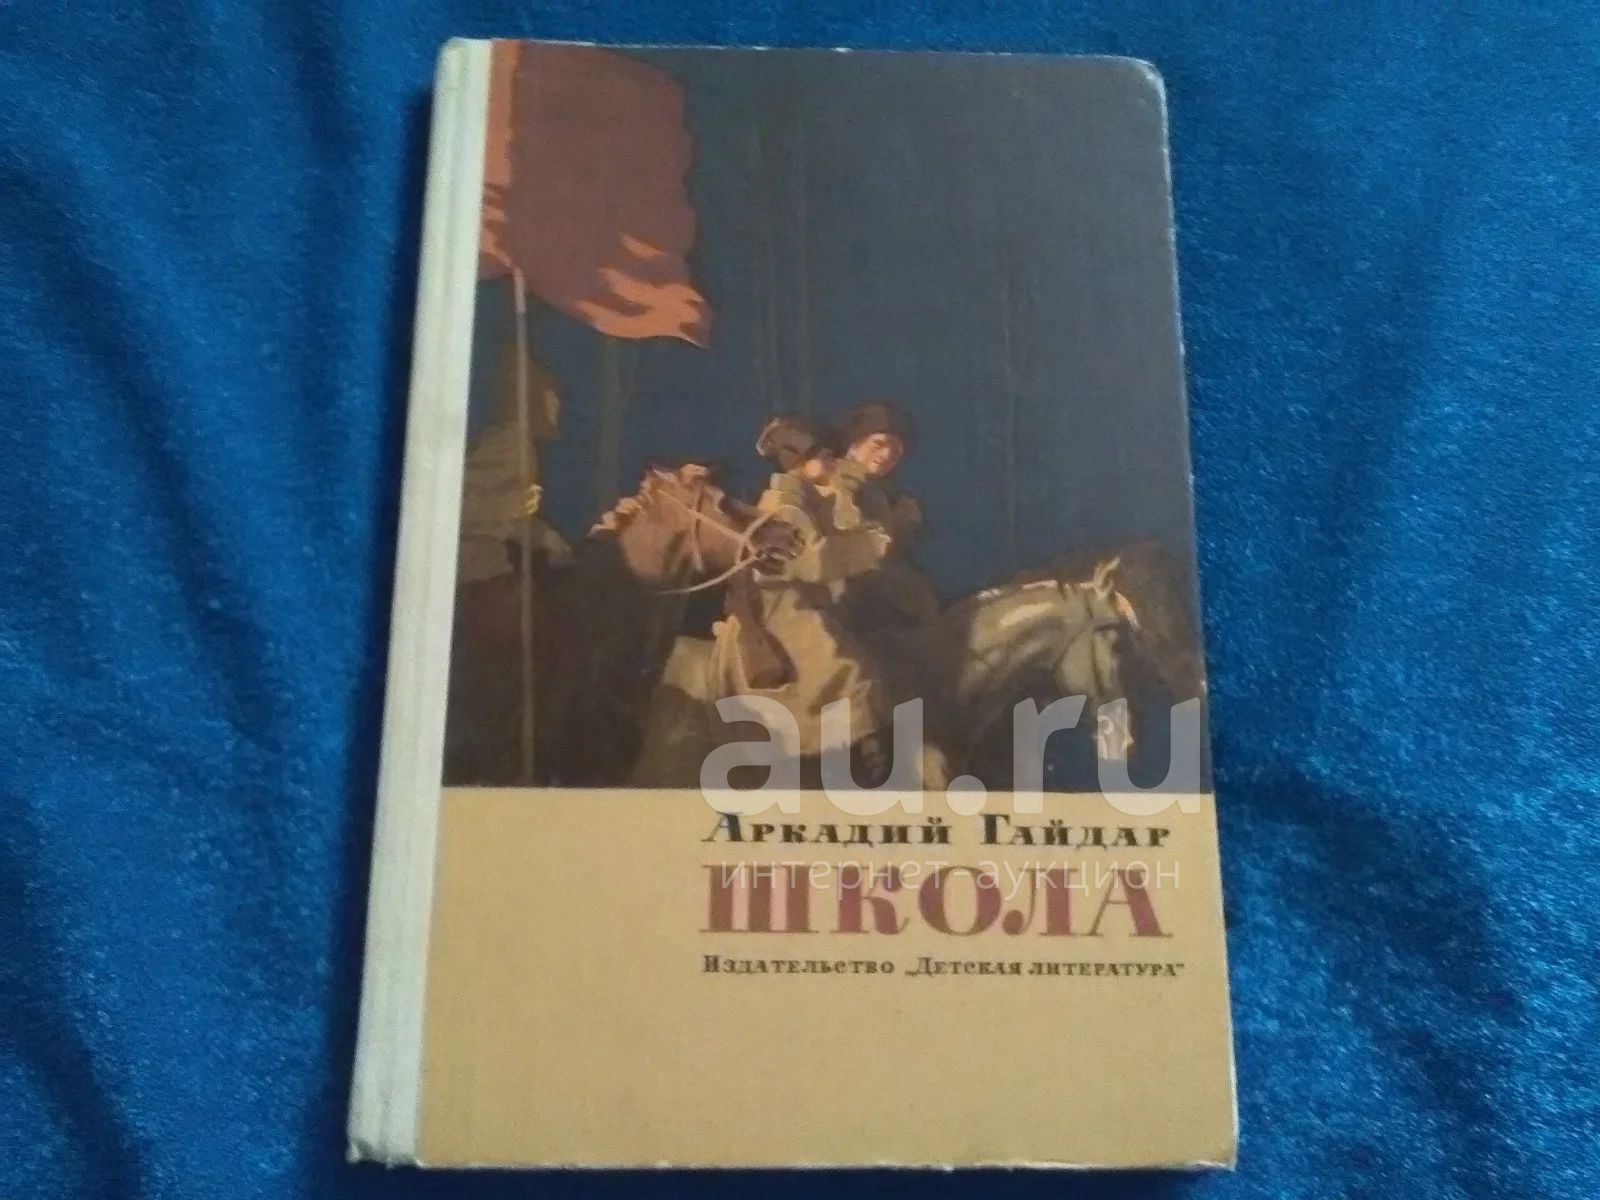 au.ru
Аркадий Гайдар
интернет-аукцион
ШКОЛА
Издательство „Детская литература"